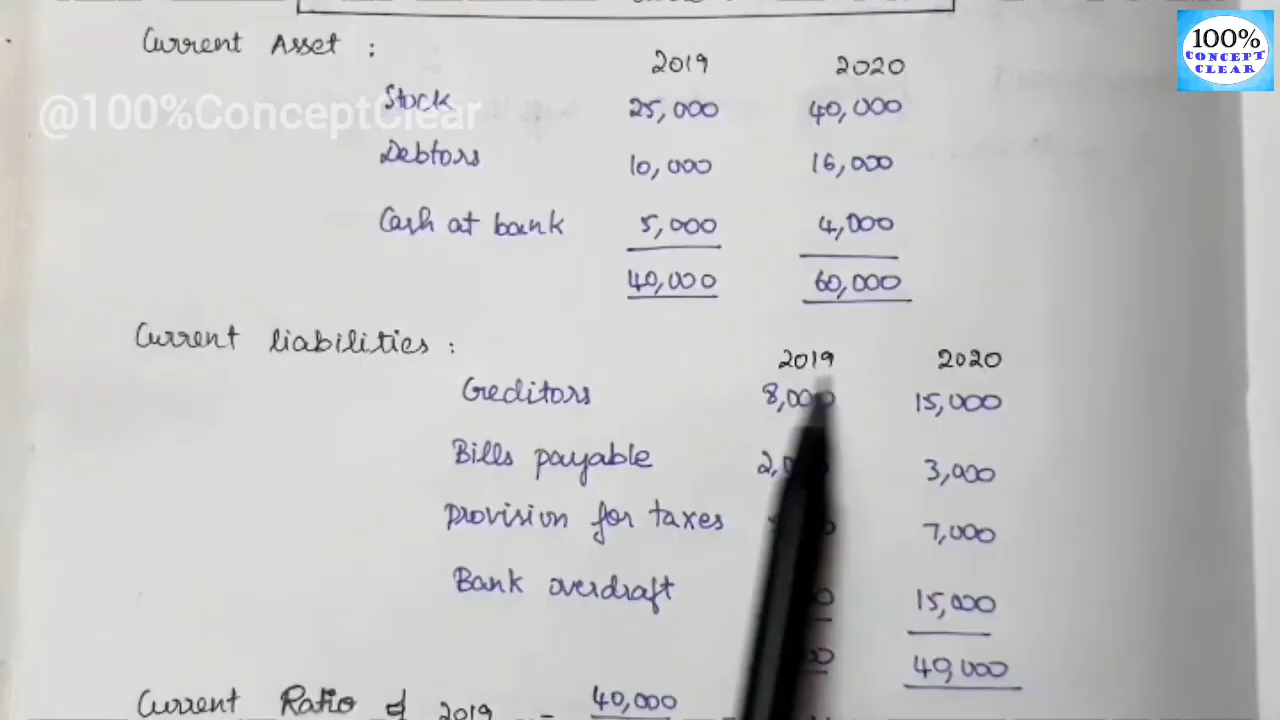 100%
CONCEPT
CLEAR
Current Asset :
2019 2020
@100%ConceptClear
Stock 25,000 40,000
Debtors 10,000 16,000
Cash at bank 5,000 4,000
40,000 60,000
Current liabilities :
2019 2020
Creditors 8,000 15,000
Bills payable 3,000
Provision for taxes 7,000
Bank overdraft 15,000
40,000
Current Ratio of 2019 = 40,000